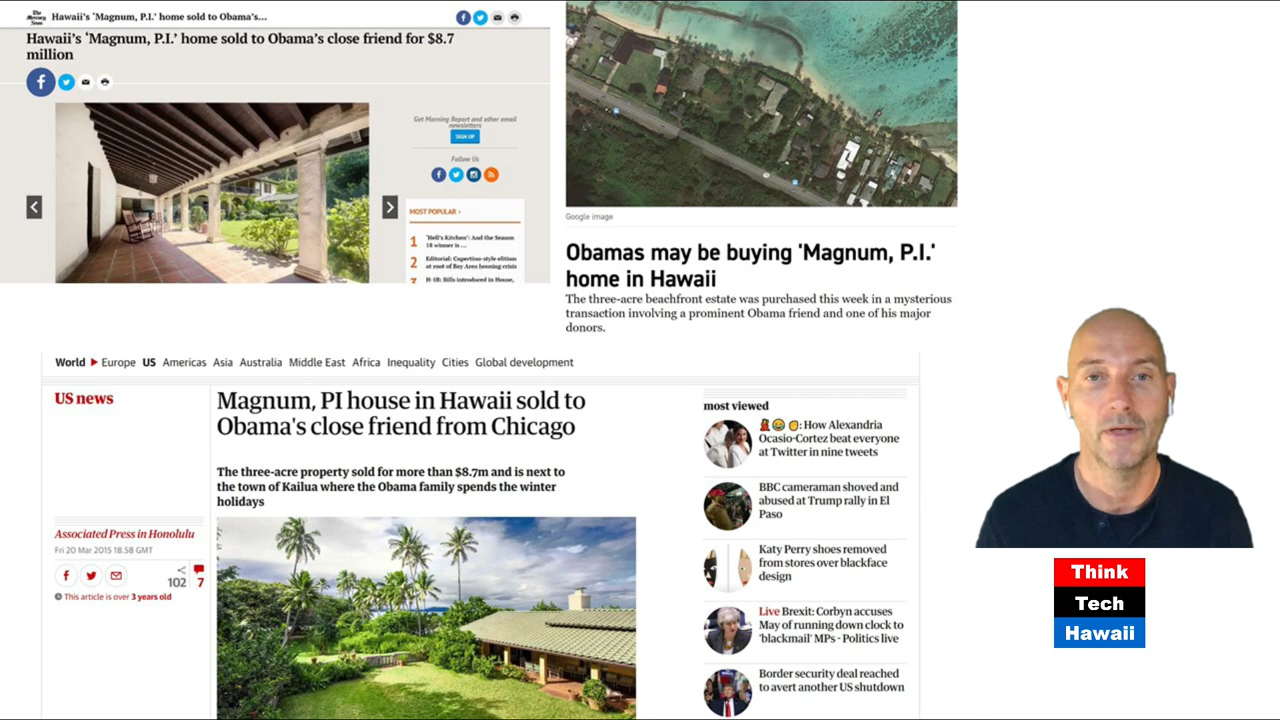 The
Mercury
News
Hawaii's 'Magnum, P.I.' home sold to Obama's...
Hawaii's 'Magnum, P.I.' home sold to Obama's close friend for $8.7
million
Get Morning Report and other email
newsletters
SIGN UP
Follow Us
MOST POPULAR >
1 'Hell's Kitchen': And the Season
18 winner is ...
2 Editorial: Cupertino-style elitism
at root of Bay Area housing crisis
H-1B: Bills introduced in House,
Google image
Obamas may be buying 'Magnum, P.I.'
home in Hawaii
The three-acre beachfront estate was purchased this week in a mysterious
transaction involving a prominent Obama friend and one of his major
donors.
World Europe US Americas Asia Australia Middle East Africa Inequality Cities Global development
US news
Magnum, PI house in Hawaii sold to
Obama's close friend from Chicago
The three-acre property sold for more than $8.7m and is next to
the town of Kailua where the Obama family spends the winter
holidays
Associated Press in Honolulu
Fri 20 Mar 2015 18.58 GMT
102 7
This article is over 3 years old
most viewed
💃😂✊: How Alexandria
Ocasio-Cortez beat everyone
at Twitter in nine tweets
BBC cameraman shoved and
abused at Trump rally in El
Paso
Katy Perry shoes removed
from stores over blackface
design
Live Brexit: Corbyn accuses
May of running down clock to
'blackmail' MPs - Politics live
Border security deal reached
to avert another US shutdown
Think
Tech
Hawaii